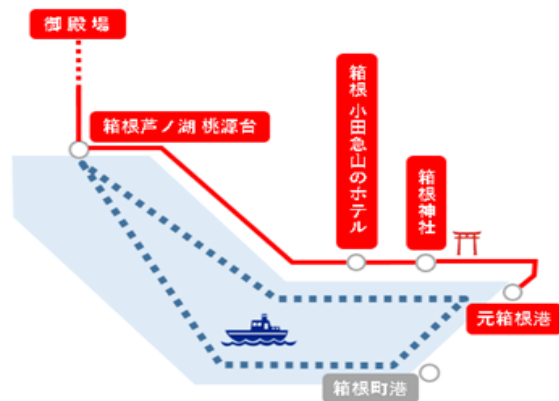 御殿場
箱根芦ノ湖 桃源台
箱根 小田急山のホテル
箱根神社
元箱根港
箱根町港